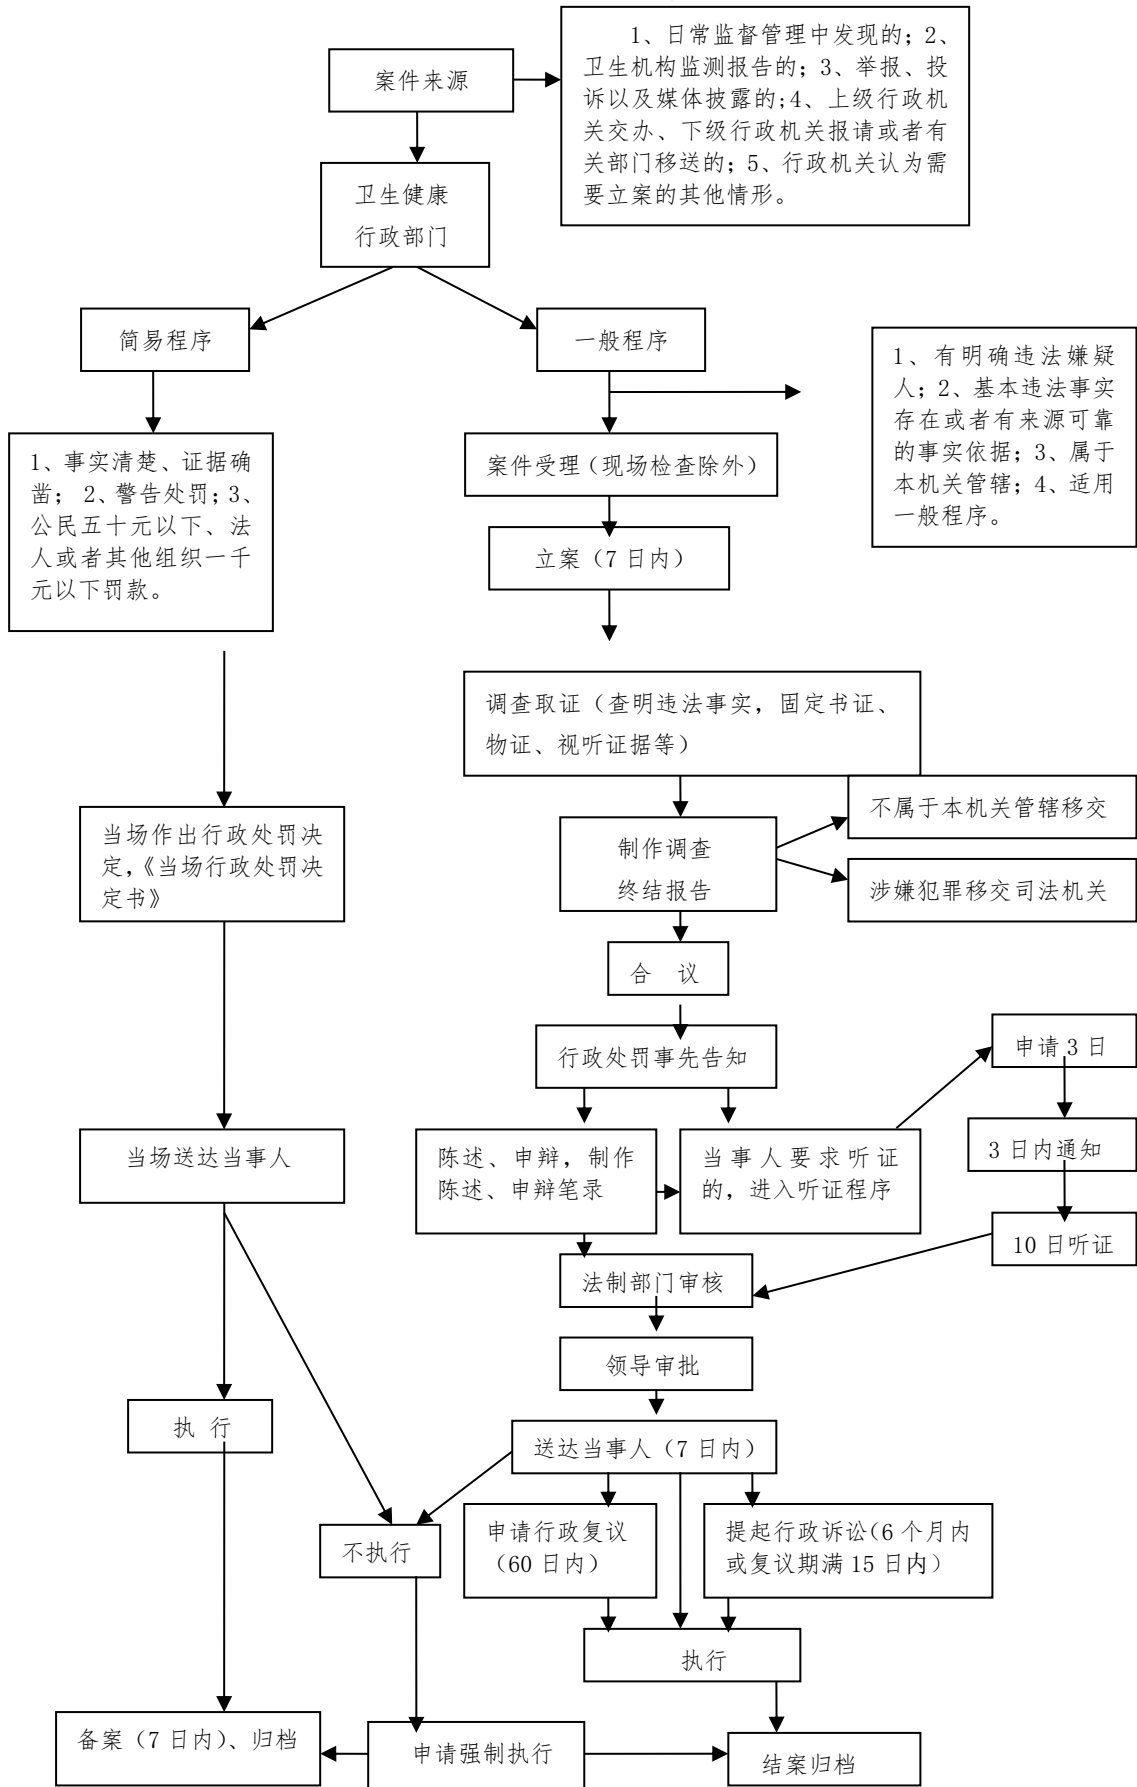 1、日常监督管理中发现的；2、
卫生机构监测报告的；3、举报、投
诉以及媒体披露的;4、上级行政机
关交办、下级行政机关报请或者有
关部门移送的；5、行政机关认为需
要立案的其他情形。
案件来源
卫生健康
行政部门
简易程序
一般程序
1、有明确违法嫌疑
人；2、基本违法事实
存在或者有来源可靠
的事实依据；3、属于
本机关管辖；4、适用
一般程序。
1、事实清楚、证据确
凿； 2、警告处罚；3、
公民五十元以下、法
人或者其他组织一千
元以下罚款。
案件受理（现场检查除外）
立案（7 日内）
调查取证（查明违法事实，固定书证、
物证、视听证据等）
不属于本机关管辖移交
当场作出行政处罚决
定，《当场行政处罚决
定书》
制作调查
终结报告
涉嫌犯罪移交司法机关
合　议
行政处罚事先告知
申请 3 日
当场送达当事人
陈述、申辩，制作
陈述、申辩笔录
当事人要求听证
的，进入听证程序
3 日内通知
10 日听证
法制部门审核
领导审批
执 行
送达当事人（7 日内）
不执行
申请行政复议
（60 日内）
提起行政诉讼（6 个月内
或复议期满 15 日内）
执行
备案（7 日内）、归档
申请强制执行
结案归档